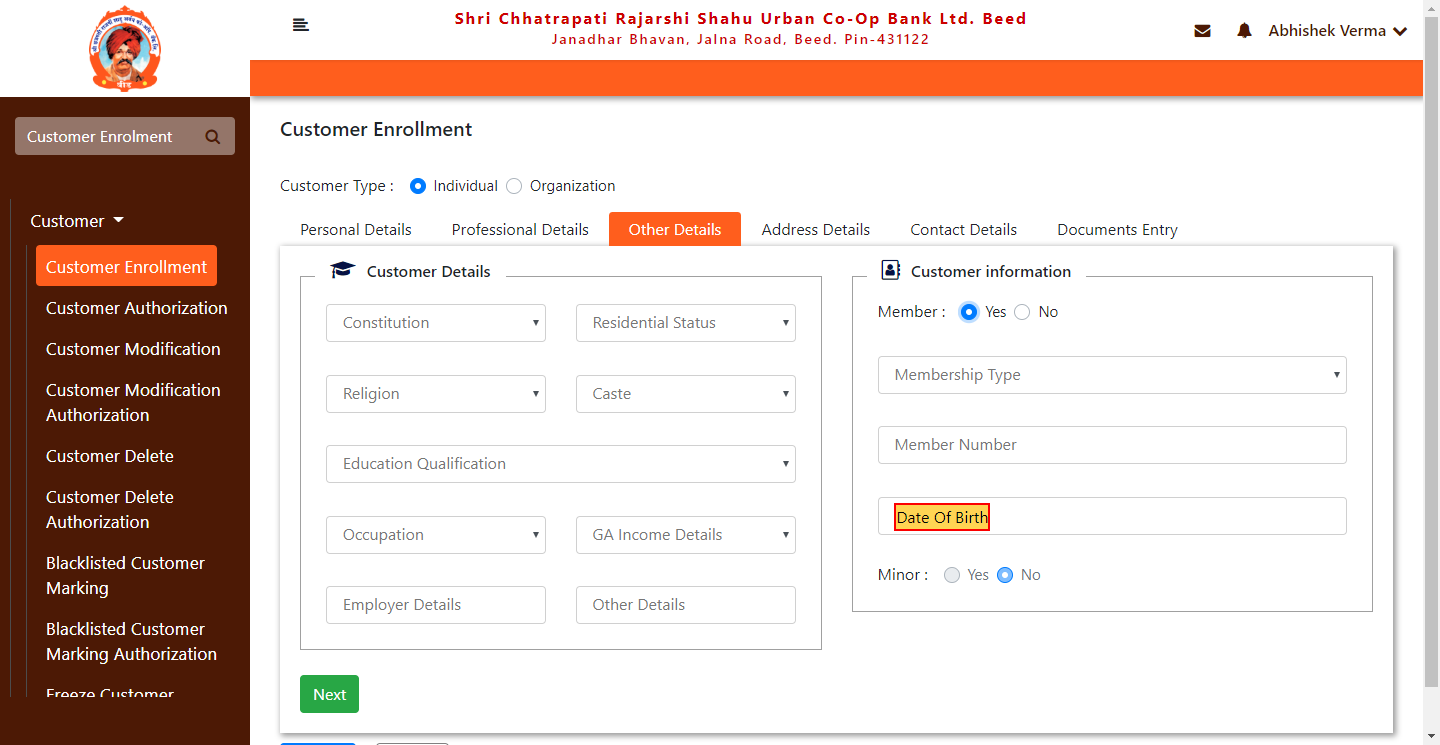 Shri Chhatrapati Rajarshi Shahu Urban Co-Op Bank Ltd. Beed
Janadhar Bhavan, Jalna Road, Beed. Pin-431122
Abhishek Verma
Customer Enrolment
Customer
Customer Enrollment
Customer Authorization
Customer Modification
Customer Modification
Authorization
Customer Delete
Customer Delete
Authorization
Blacklisted Customer
Marking
Blacklisted Customer
Marking Authorization
Freeze Customer
Customer Enrollment
Customer Type : Individual Organization
Personal Details Professional Details Other Details Address Details Contact Details Documents Entry
Customer Details
Constitution Residential Status
Religion Caste
Education Qualification
Occupation GA Income Details
Employer Details Other Details
Next
Customer information
Member : Yes No
Membership Type
Member Number
Date Of Birth
Minor : Yes No